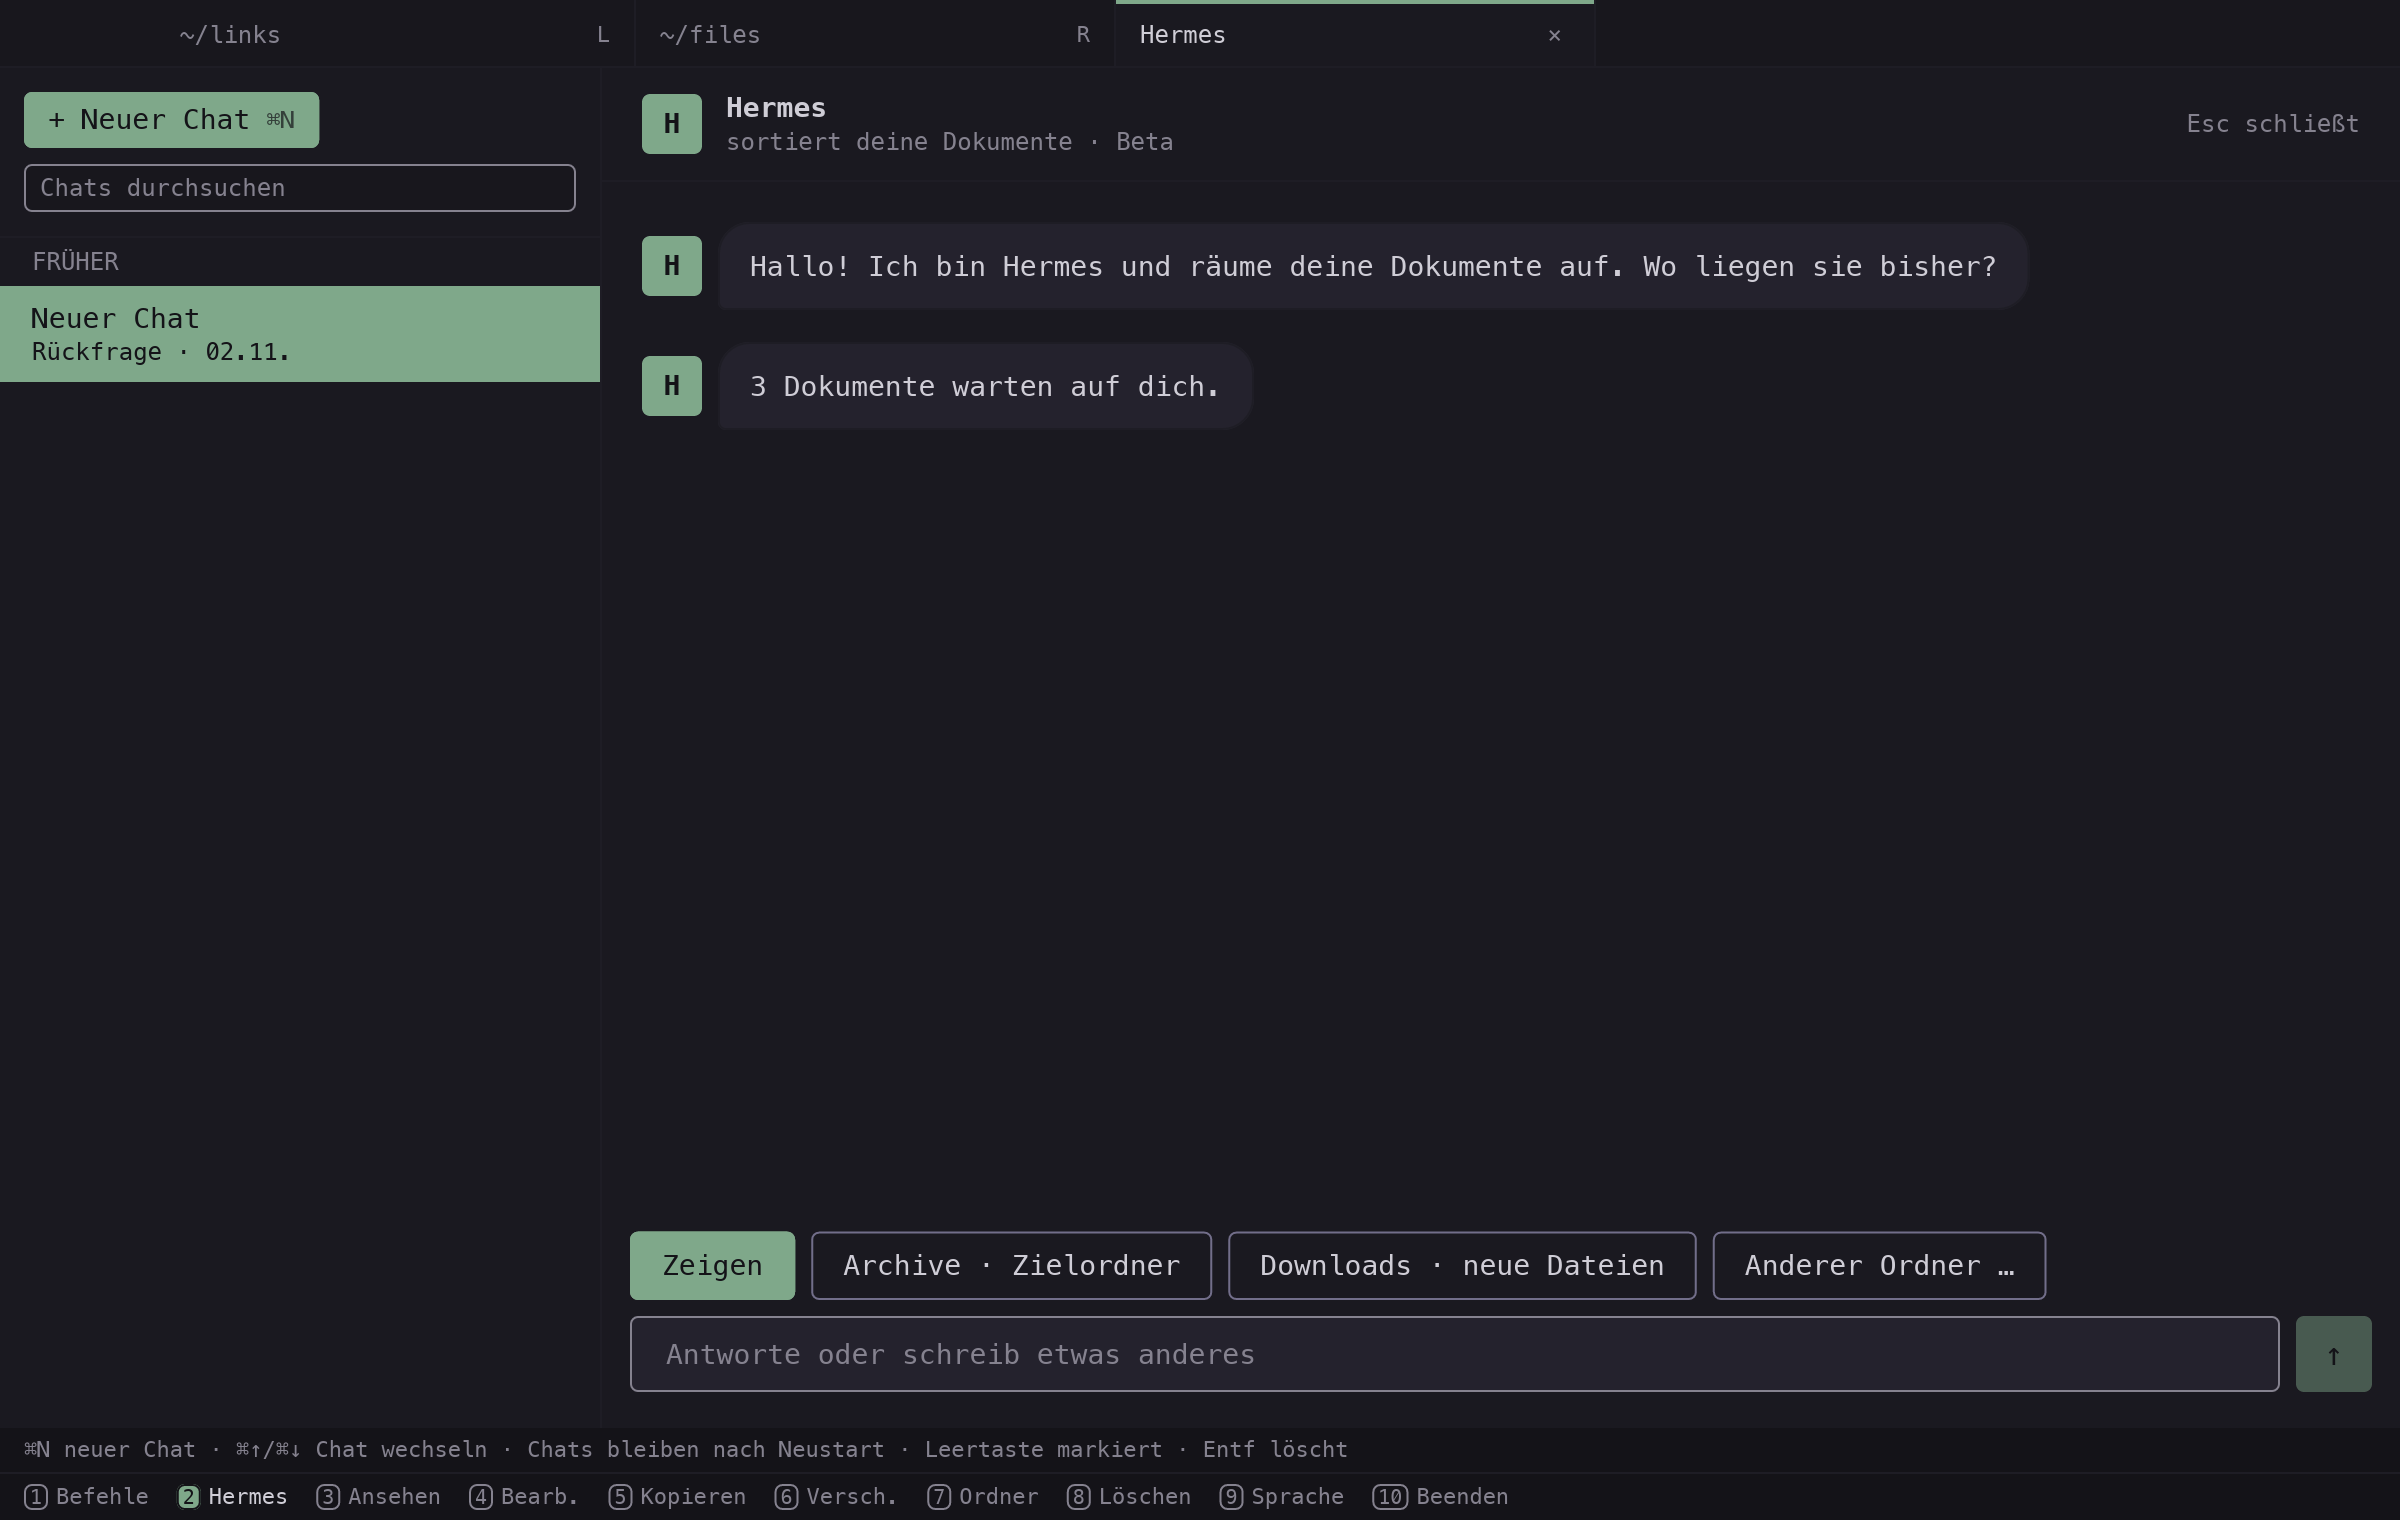 ~/links L ~/files R Hermes ×
+ Neuer Chat ⌘N
Chats durchsuchen
FRÜHER
Neuer Chat
Rückfrage · 02.11.
H Hermes
sortiert deine Dokumente · Beta
Esc schließt
H Hallo! Ich bin Hermes und räume deine Dokumente auf. Wo liegen sie bisher?
H 3 Dokumente warten auf dich.
Zeigen Archive · Zielordner Downloads · neue Dateien Anderer Ordner …
Antworte oder schreib etwas anderes ↑
⌘N neuer Chat · ⌘↑/⌘↓ Chat wechseln · Chats bleiben nach Neustart · Leertaste markiert · Entf löscht
1 Befehle 2 Hermes 3 Ansehen 4 Bearb. 5 Kopieren 6 Versch. 7 Ordner 8 Löschen 9 Sprache 10 Beenden